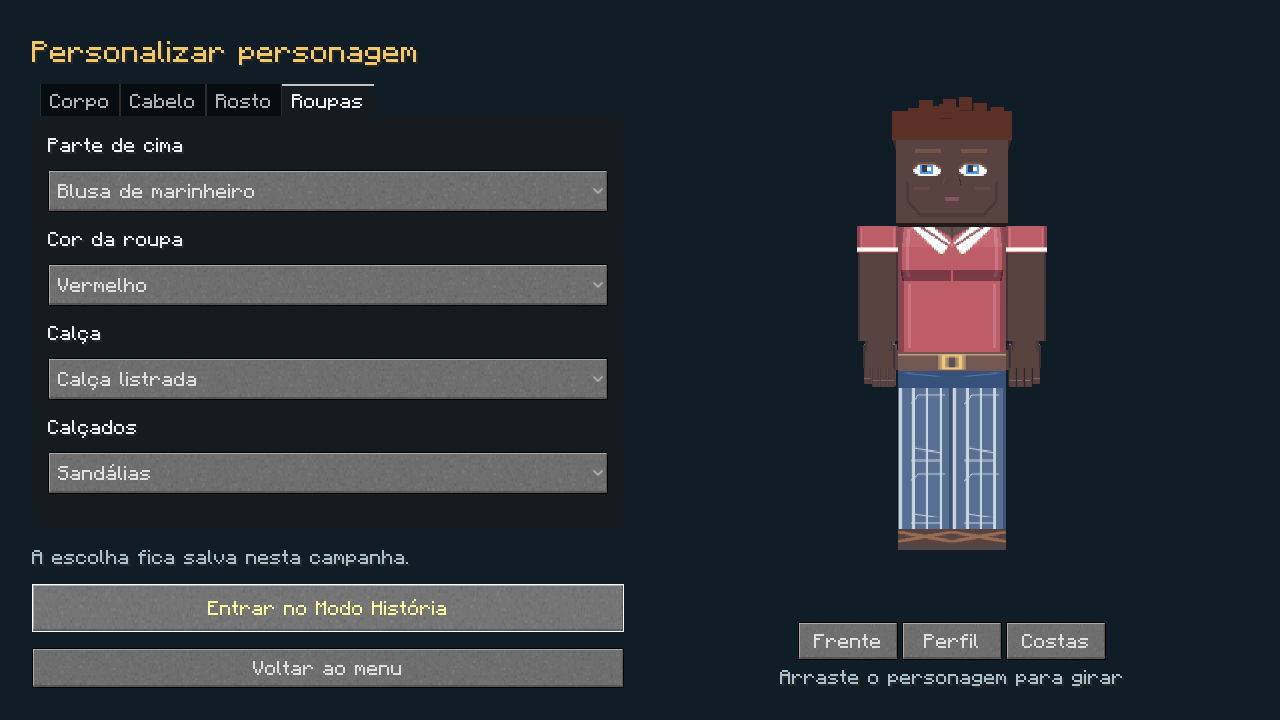 Personalizar personagem
Corpo
Cabelo
Rosto
Roupas
Parte de cima
Blusa de marinheiro
Cor da roupa
Vermelho
Calça
Calça listrada
Calçados
Sandálias
A escolha fica salva nesta campanha.
Entrar no Modo História
Voltar ao menu
Frente
Perfil
Costas
Arraste o personagem para girar